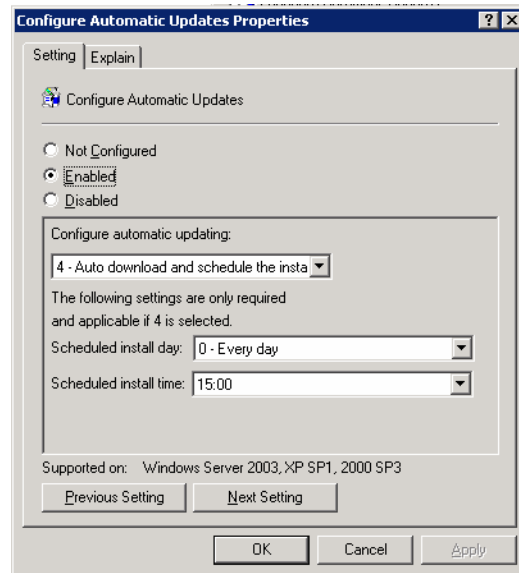 Configure Automatic Updates Properties
Setting
Explain
Configure Automatic Updates
Not Configured
Enabled
Disabled
Configure automatic updating:
4 - Auto download and schedule the insta
The following settings are only required
and applicable if 4 is selected.
Scheduled install day: 0 - Every day
Scheduled install time: 15:00
Supported on: Windows Server 2003, XP SP1, 2000 SP3
Previous Setting
Next Setting
OK
Cancel
Apply